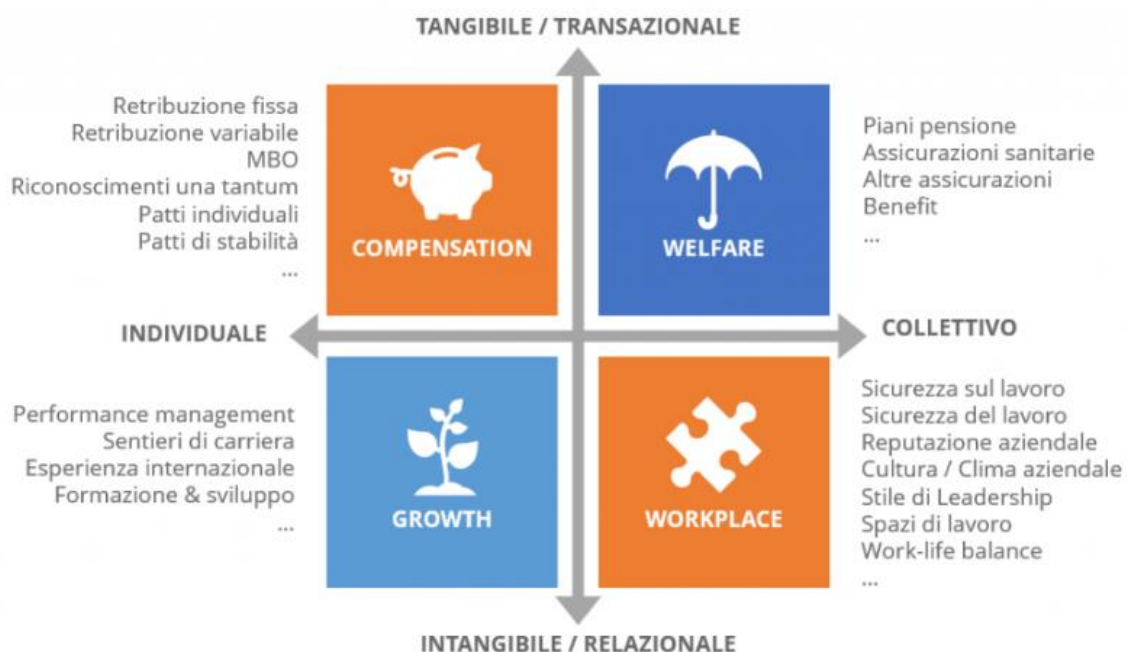 TANGIBILE / TRANSAZIONALE
Retribuzione fissa
Retribuzione variabile
MBO
Riconoscimenti una tantum
Patti individuali
Patti di stabilità
...
COMPENSATION
WELFARE
Piani pensione
Assicurazioni sanitarie
Altre assicurazioni
Benefit
...
INDIVIDUALE
COLLETTIVO
Performance management
Sentieri di carriera
Esperienza internazionale
Formazione & sviluppo
...
GROWTH
WORKPLACE
Sicurezza sul lavoro
Sicurezza del lavoro
Reputazione aziendale
Cultura / Clima aziendale
Stile di Leadership
Spazi di lavoro
Work-life balance
...
INTANGIBILE / RELAZIONALE